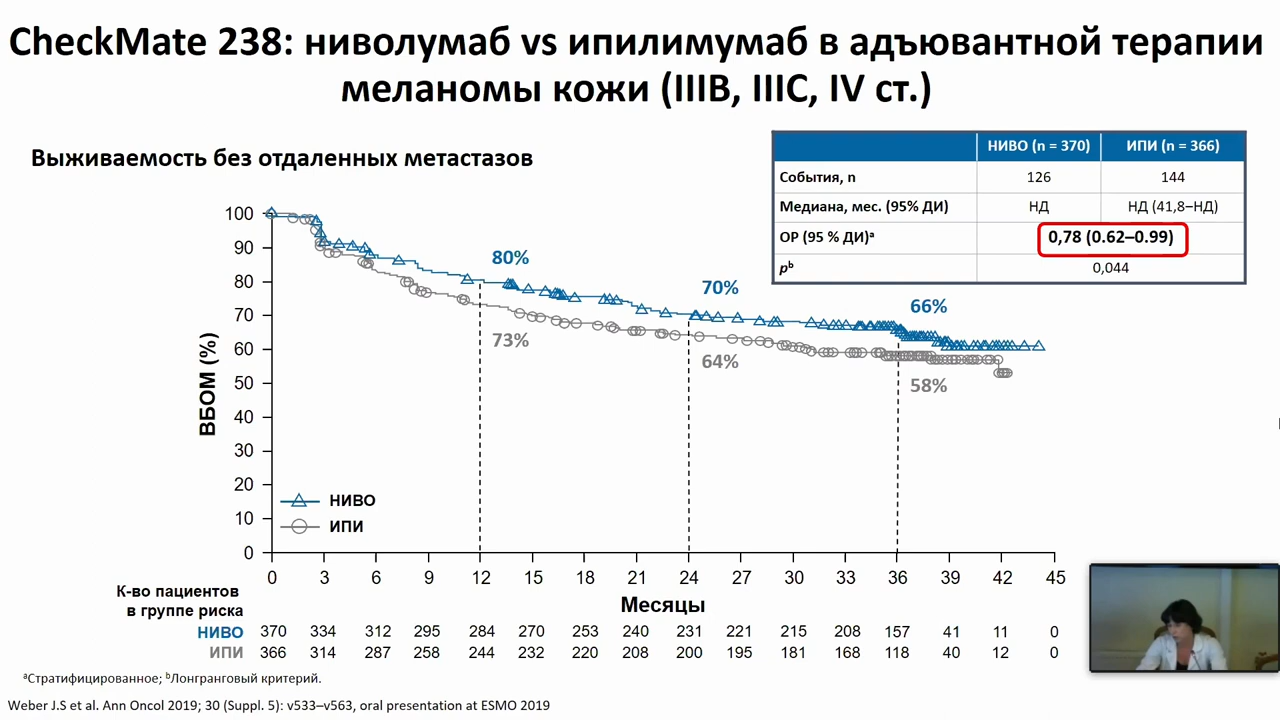 CheckMate 238: ниволумаб vs ипилимумаб в адъювантной терапии
меланомы кожи (IIIB, IIIC, IV ст.)
Выживаемость без отдаленных метастазов
НИВО (n = 370) ИПИ (n = 366)
События, n 126 144
Медиана, мес. (95% ДИ) НД НД (41,8–НД)
ОР (95 % ДИ)ᵃ 0,78 (0.62–0.99)
pᵇ 0,044
ВБОМ (%)
100
90
80
70
60
50
40
30
20
10
0
80%
70%
66%
73%
64%
58%
НИВО
ИПИ
0 3 6 9 12 15 18 21 24 27 30 33 36 39 42 45
Месяцы
К-во пациентов
в группе риска
НИВО 370 334 312 295 284 270 253 240 231 221 215 208 157 41 11 0
ИПИ 366 314 287 258 244 232 220 208 200 195 181 168 118 40 12 0
ᵃСтратифицированное; ᵇЛонгранговый критерий.
Weber J.S et al. Ann Oncol 2019; 30 (Suppl. 5): v533–v563, oral presentation at ESMO 2019